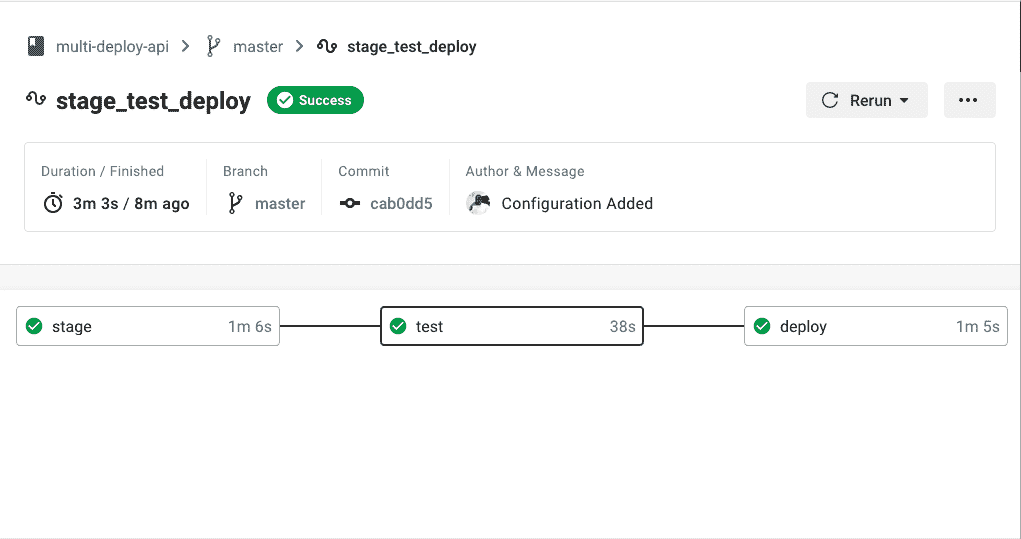 multi-deploy-api master stage_test_deploy
stage_test_deploy Success Rerun
Duration / Finished Branch Commit Author & Message
3m 3s / 8m ago master cab0dd5 Configuration Added
stage 1m 6s test 38s deploy 1m 5s